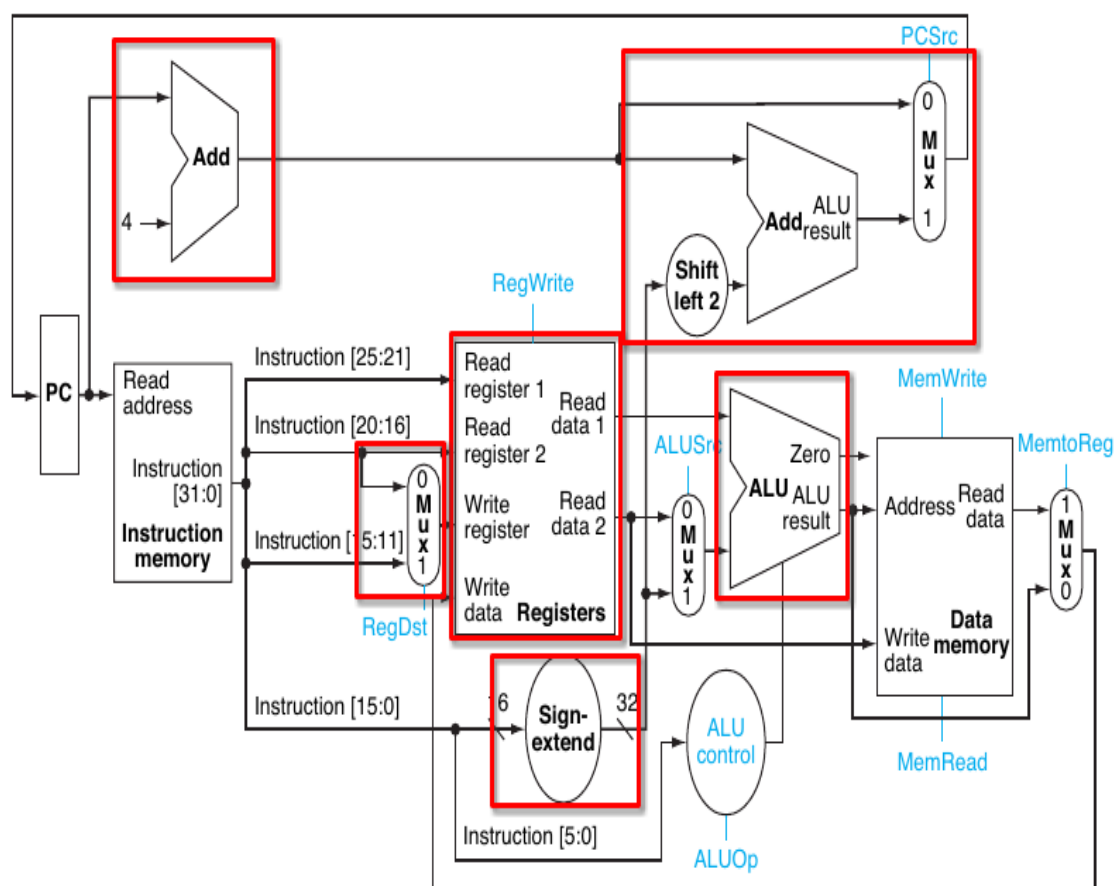 PCSrc
0
Mux
1
Add
4
Add ALU
result
Shift
left 2
RegWrite
PC
Read
address
Instruction
[31:0]
Instruction
memory
Instruction [25:21]
Instruction [20:16]
Instruction [15:11]
0
Mux
1
RegDst
Read
register 1
Read
register 2
Write
register
Write
data
Read
data 1
Read
data 2
Registers
ALUSrc
0
Mux
1
Zero
ALU
ALU
result
MemWrite
Address
Read
data
Write
data
Data
memory
MemRead
MemtoReg
1
Mux
0
Instruction [15:0]
16
Sign-
extend
32
ALU
control
Instruction [5:0]
ALUOp